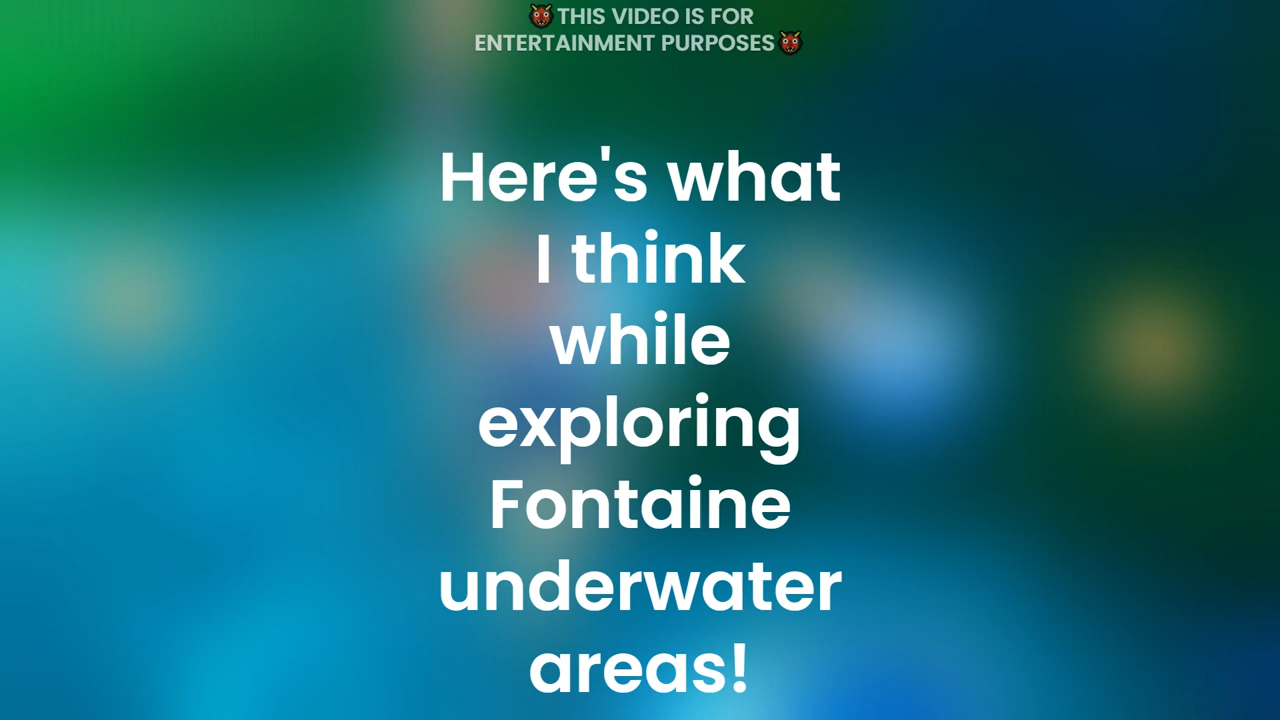 👹THIS VIDEO IS FOR
ENTERTAINMENT PURPOSES👹
Here's what
I think
while
exploring
Fontaine
underwater
areas!